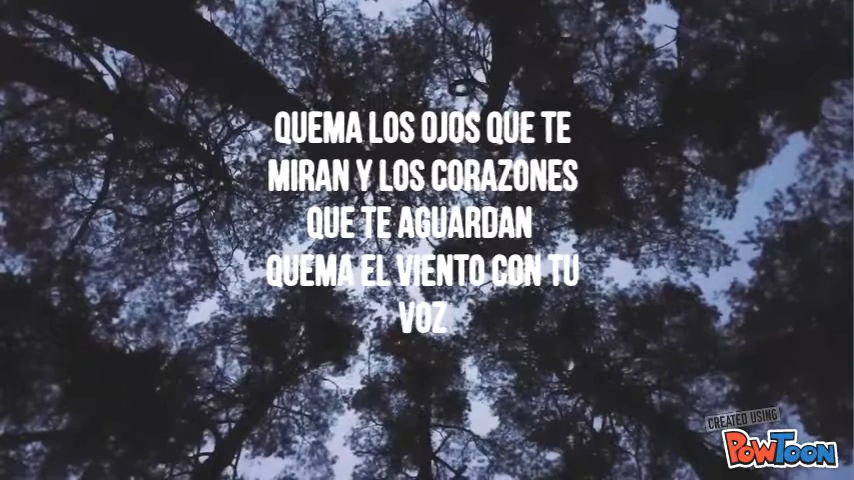 QUEMA LOS OJOS QUE TE
MIRAN Y LOS CORAZONES
QUE TE AGUARDAN
QUEMA EL VIENTO CON TU
VOZ
CREATED USING
POWTOON